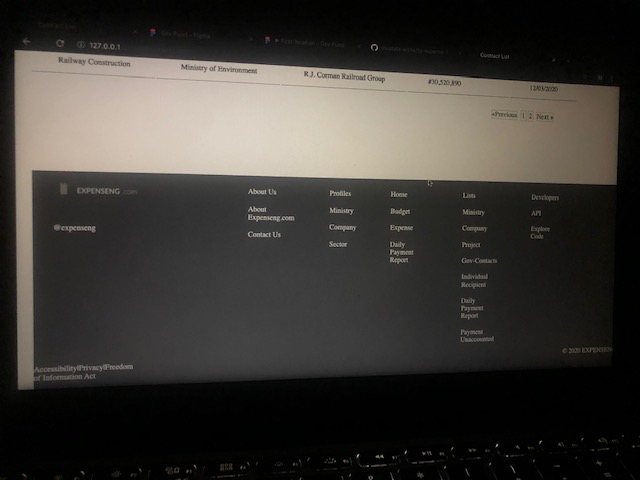 127.0.0.1
Contact List
Railway Construction
Ministry of Environment
R.J. Corman Railroad Group
#30,520,890
12/03/2020
«Previous 1 2 Next »
EXPENSENG .com
@expenseng
About Us
About
Expenseng.com
Contact Us
Profiles
Ministry
Company
Sector
Home
Budget
Expense
Daily
Payment
Report
Lists
Ministry
Company
Project
Gov-Contacts
Individual
Recipient
Daily
Payment
Report
Payment
Unaccounted
Developers
API
Explore
Code
© 2020 EXPENSEN
Accessibility|Privacy|Freedom
of Information Act